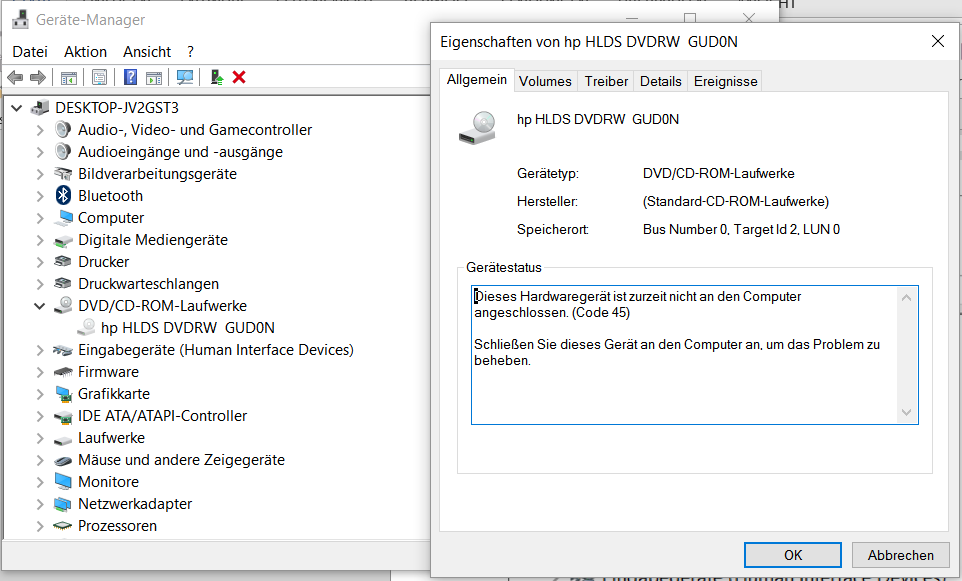 Geräte-Manager
Datei Aktion Ansicht ?
DESKTOP-JV2GST3
Audio-, Video- und Gamecontroller
Audioeingänge und -ausgänge
Bildverarbeitungsgeräte
Bluetooth
Computer
Digitale Mediengeräte
Drucker
Druckwarteschlangen
DVD/CD-ROM-Laufwerke
hp HLDS DVDRW GUD0N
Eingabegeräte (Human Interface Devices)
Firmware
Grafikkarte
IDE ATA/ATAPI-Controller
Laufwerke
Mäuse und andere Zeigegeräte
Monitore
Netzwerkadapter
Prozessoren
Eigenschaften von hp HLDS DVDRW GUD0N
Allgemein Volumes Treiber Details Ereignisse
hp HLDS DVDRW GUD0N
Gerätetyp: DVD/CD-ROM-Laufwerke
Hersteller: (Standard-CD-ROM-Laufwerke)
Speicherort: Bus Number 0, Target Id 2, LUN 0
Gerätestatus
Dieses Hardwaregerät ist zurzeit nicht an den Computer
angeschlossen. (Code 45)
Schließen Sie dieses Gerät an den Computer an, um das Problem zu
beheben.
OK Abbrechen